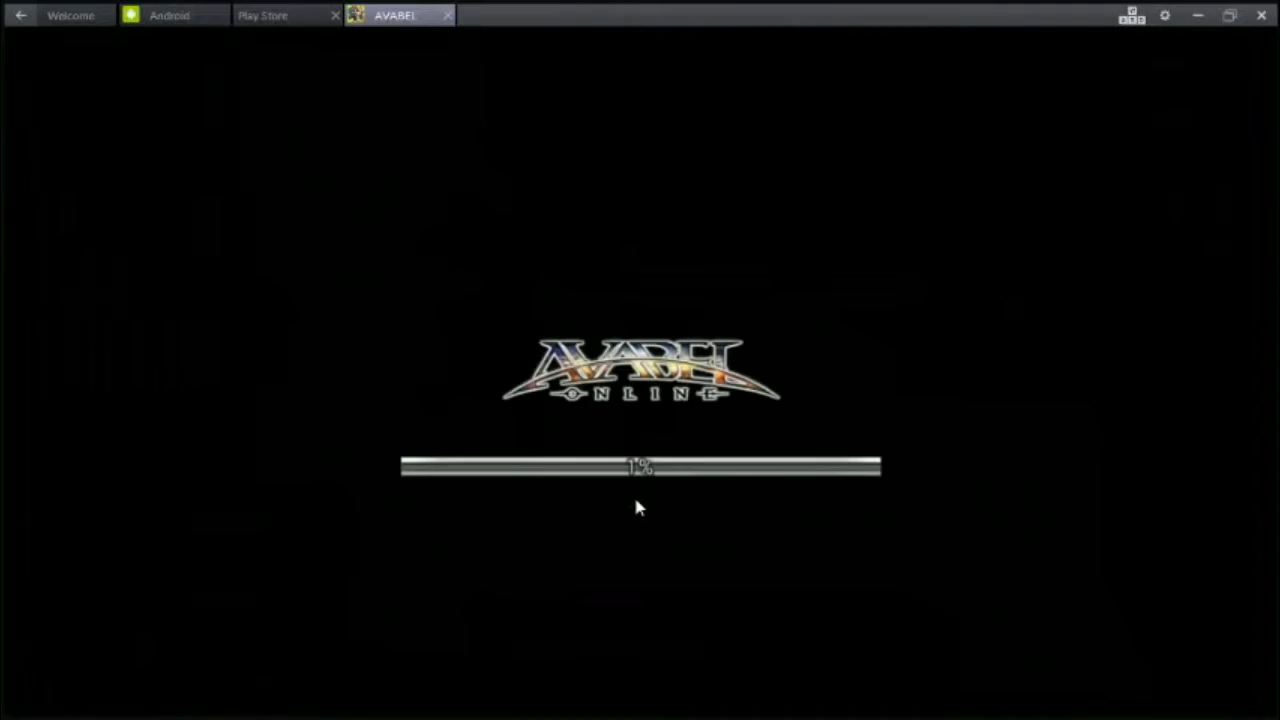 Welcome
Android
Play Store
AVABEL
AVABEL
ONLINE
1%